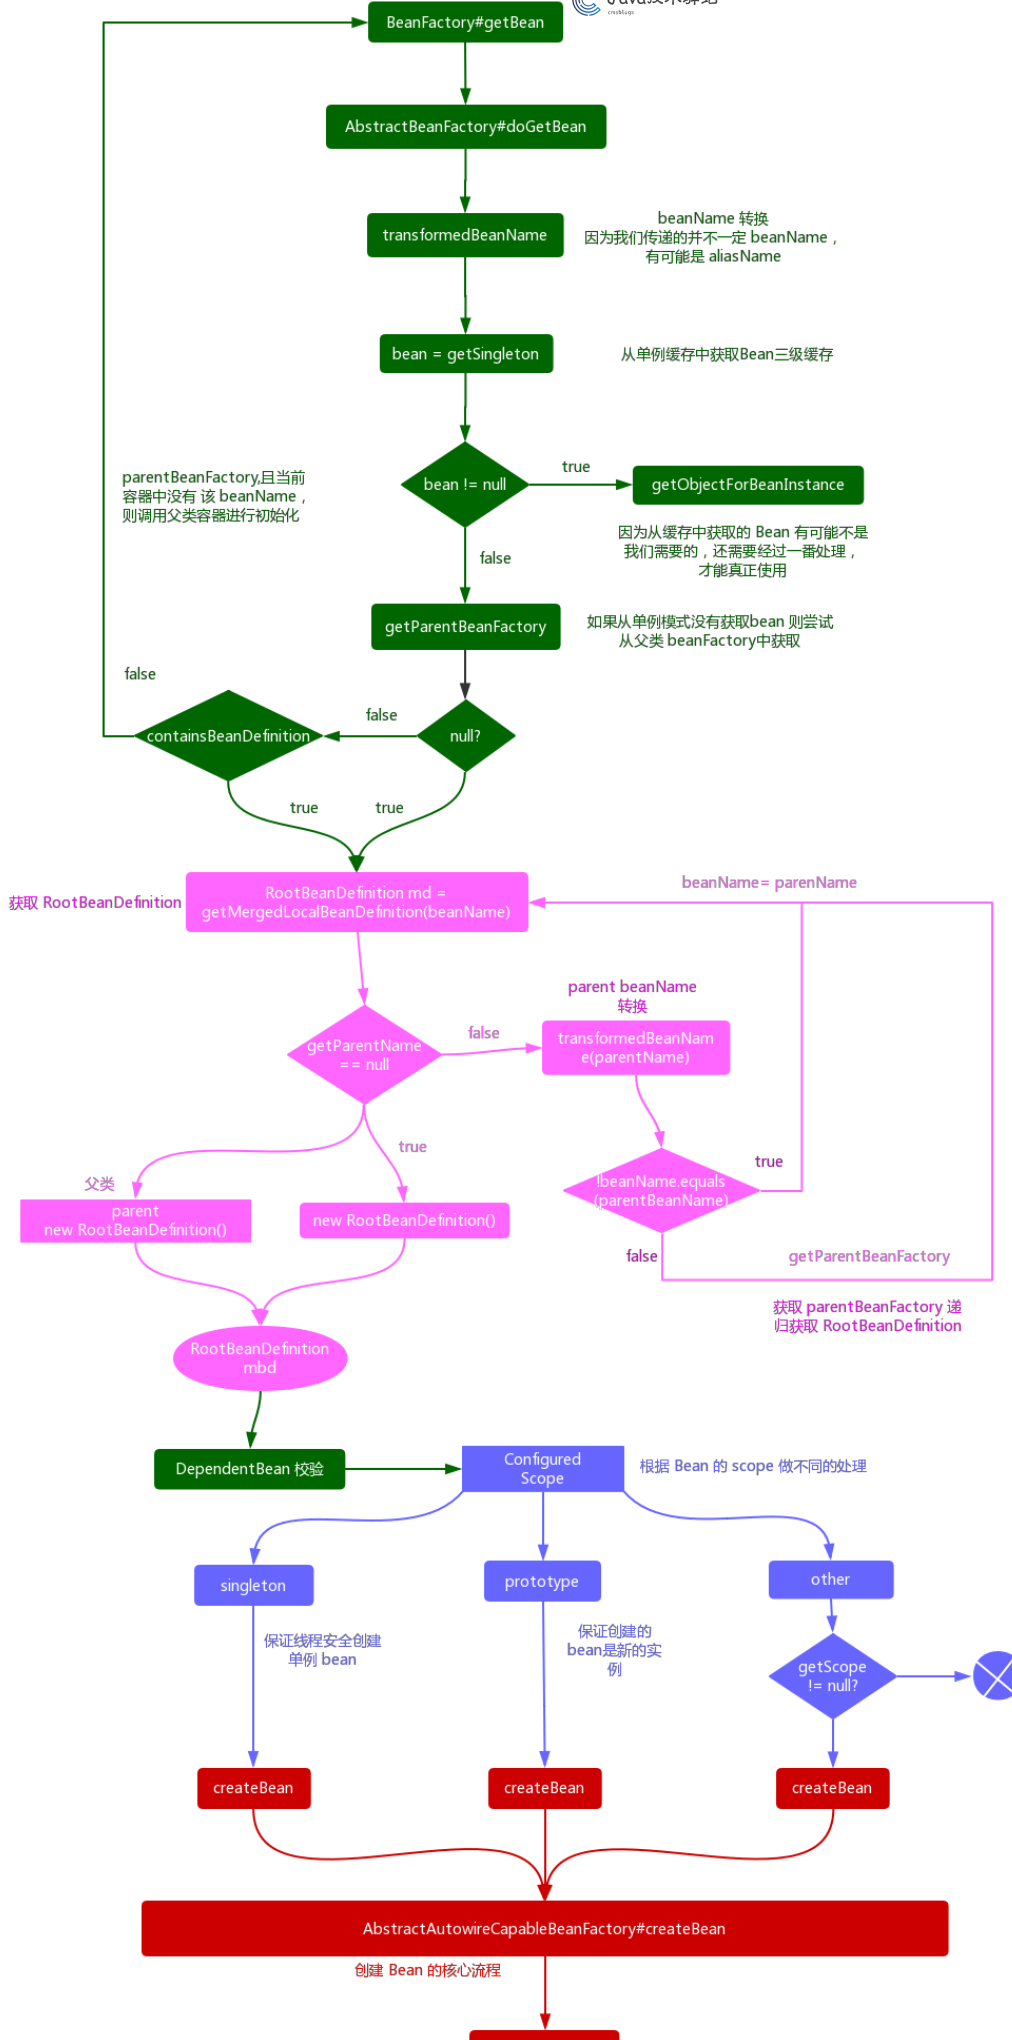 Java技术驿站
cmsblogs
BeanFactory#getBean
AbstractBeanFactory#doGetBean
transformedBeanName
beanName 转换
因为我们传递的并不一定 beanName，
有可能是 aliasName
bean = getSingleton
从单例缓存中获取Bean三级缓存
bean != null
true
getObjectForBeanInstance
因为从缓存中获取的 Bean 有可能不是
我们需要的，还需要经过一番处理，
才能真正使用
parentBeanFactory,且当前
容器中没有 该 beanName，
则调用父类容器进行初始化
false
getParentBeanFactory
如果从单例模式没有获取bean 则尝试
从父类 beanFactory中获取
false
containsBeanDefinition
false
null?
true
true
获取 RootBeanDefinition
RootBeanDefinition md =
getMergedLocalBeanDefinition(beanName)
beanName= parenName
parent beanName
转换
getParentName
== null
false
transformedBeanNam
e(parentName)
true
!beanName.equals
(parentBeanName)
true
父类
parent
new RootBeanDefinition()
new RootBeanDefinition()
false
getParentBeanFactory
获取 parentBeanFactory 递
归获取 RootBeanDefinition
RootBeanDefinition
mbd
DependentBean 校验
Configured
Scope
根据 Bean 的 scope 做不同的处理
singleton
prototype
other
保证线程安全创建
单例 bean
保证创建的
bean是新的实
例
getScope
!= null?
createBean
createBean
createBean
AbstractAutowireCapableBeanFactory#createBean
创建 Bean 的核心流程